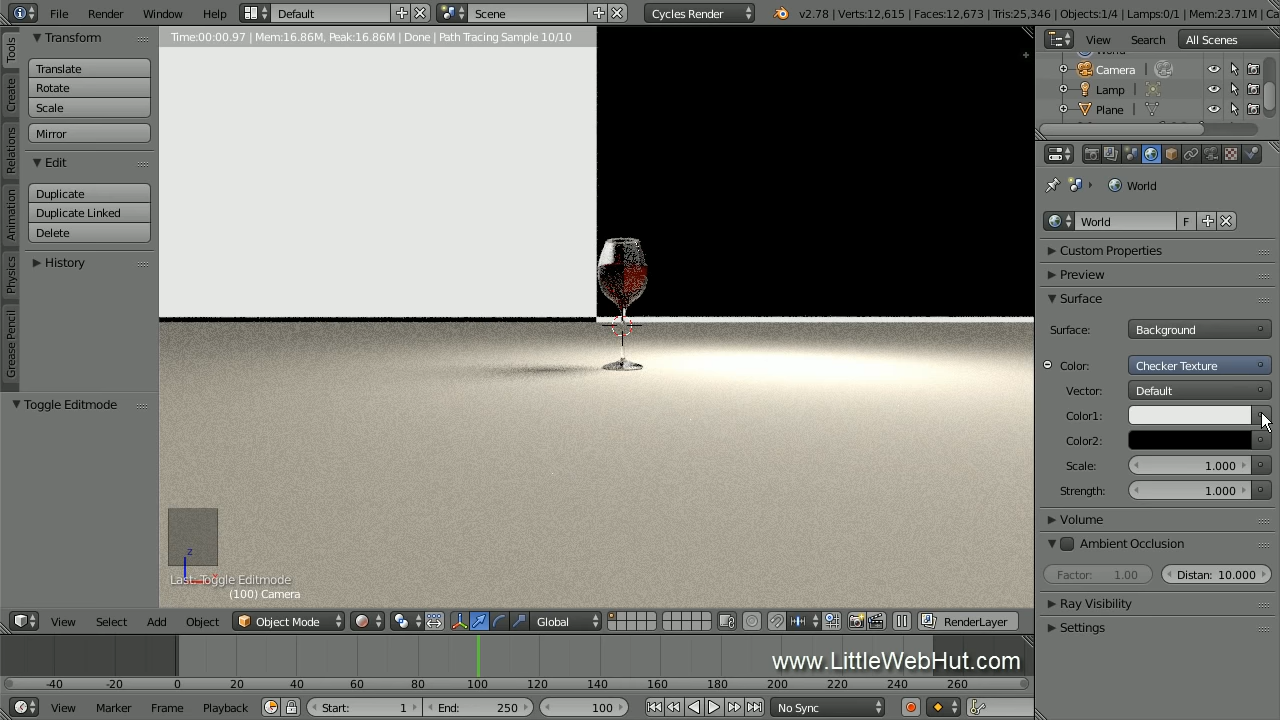 File Render Window Help Default Scene Cycles Render v2.78 | Verts:12,615 | Faces:12,673 | Tris:25,346 | Objects:1/4 | Lamps:0/1 | Mem:23.71M | Ca
Tools
Create
Relations
Animation
Physics
Grease Pencil
Transform
Translate
Rotate
Scale
Mirror
Edit
Duplicate
Duplicate Linked
Delete
History
Toggle Editmode
Time:00:00.97 | Mem:16.86M, Peak:16.86M | Done | Path Tracing Sample 10/10
z
Last: Toggle Editmode
(100) Camera
View Select Add Object Object Mode Global RenderLayer
-40 -20 0 20 40 60 80 100 120 140 160 180 200 220 240 260
www.LittleWebHut.com
View Marker Frame Playback Start: 1 End: 250 100 No Sync
View Search All Scenes
Camera
Lamp
Plane
World
World F
Custom Properties
Preview
Surface
Surface: Background
Color: Checker Texture
Vector: Default
Color1:
Color2:
Scale: 1.000
Strength: 1.000
Volume
Ambient Occlusion
Factor: 1.00 Distan: 10.000
Ray Visibility
Settings